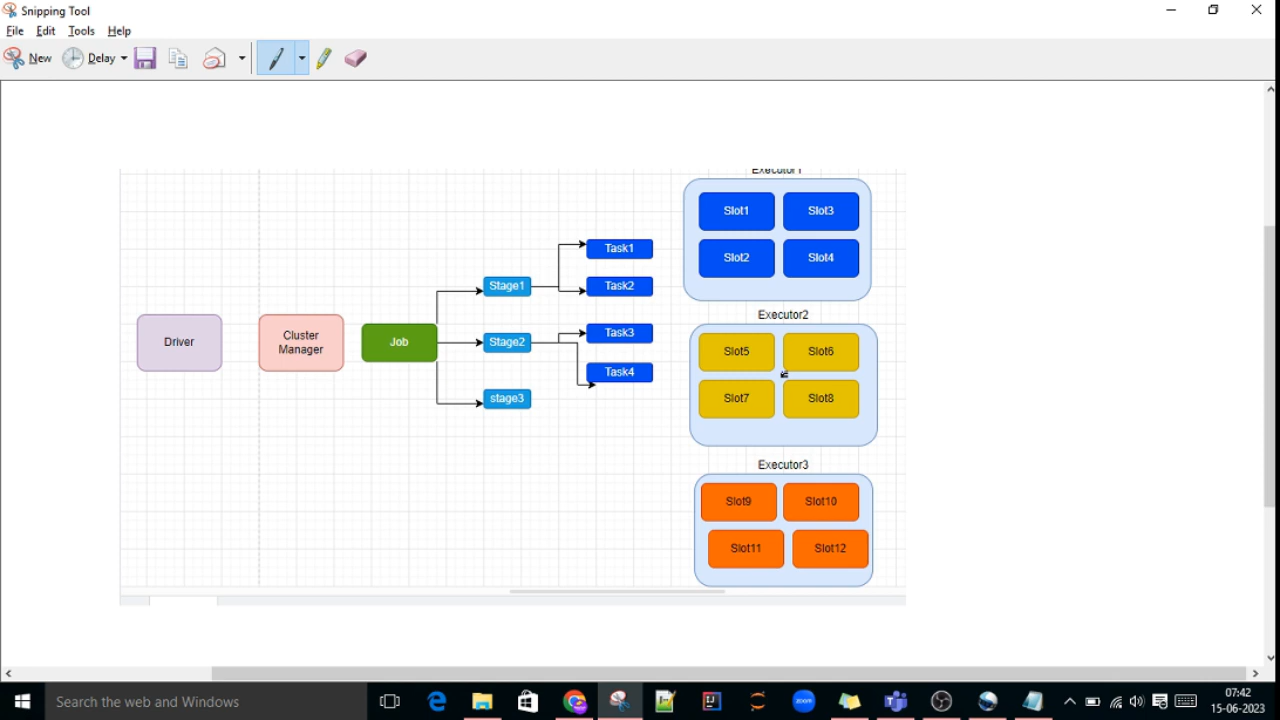 Snipping Tool
File Edit Tools Help
New Delay
Executor1
Slot1 Slot3
Slot2 Slot4
Task1
Stage1 Task2
Executor2
Task3
Driver
Cluster
Manager
Job
Stage2
Slot5 Slot6
Task4
stage3
Slot7 Slot8
Executor3
Slot9 Slot10
Slot11 Slot12
Search the web and Windows
07:42
15-06-2023